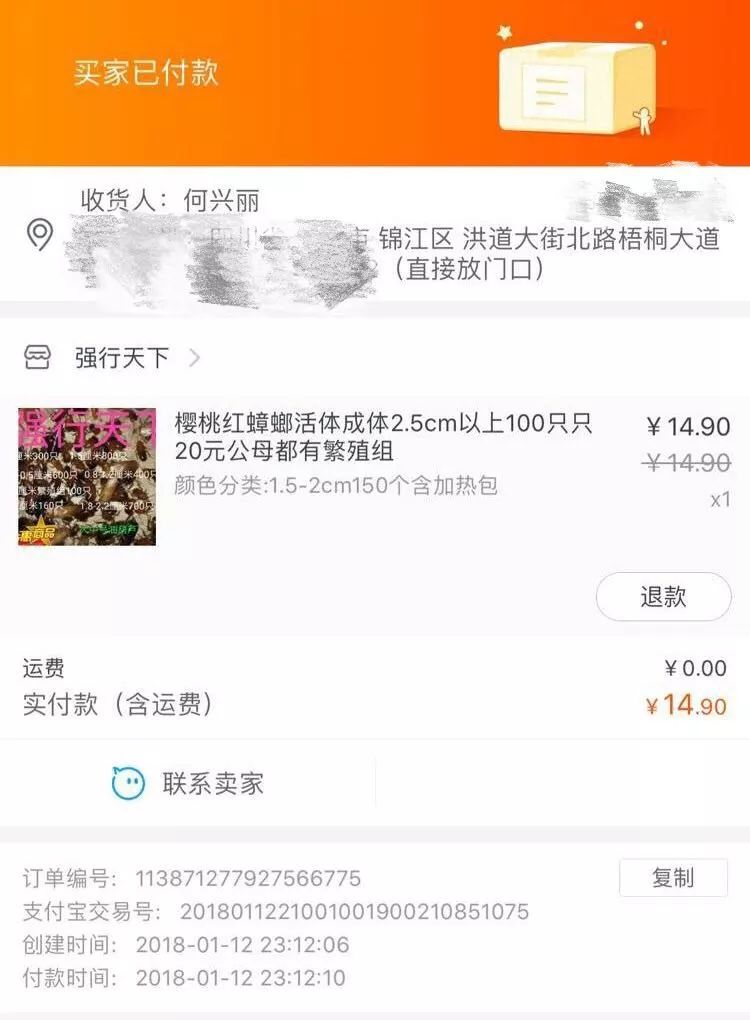 买家已付款
收货人：何兴丽
锦江区 洪道大街北路梧桐大道
（直接放门口）
强行天下
强行天下
樱桃红蟑螂活体成体2.5cm以上100只只
20元公母都有繁殖组
¥14.90
¥14.90
颜色分类:1.5-2cm150个含加热包
x1
退款
运费
¥0.00
实付款（含运费）
¥14.90
联系卖家
订单编号: 113871277927566775
复制
支付宝交易号: 2018011221001001900210851075
创建时间: 2018-01-12 23:12:06
付款时间: 2018-01-12 23:12:10